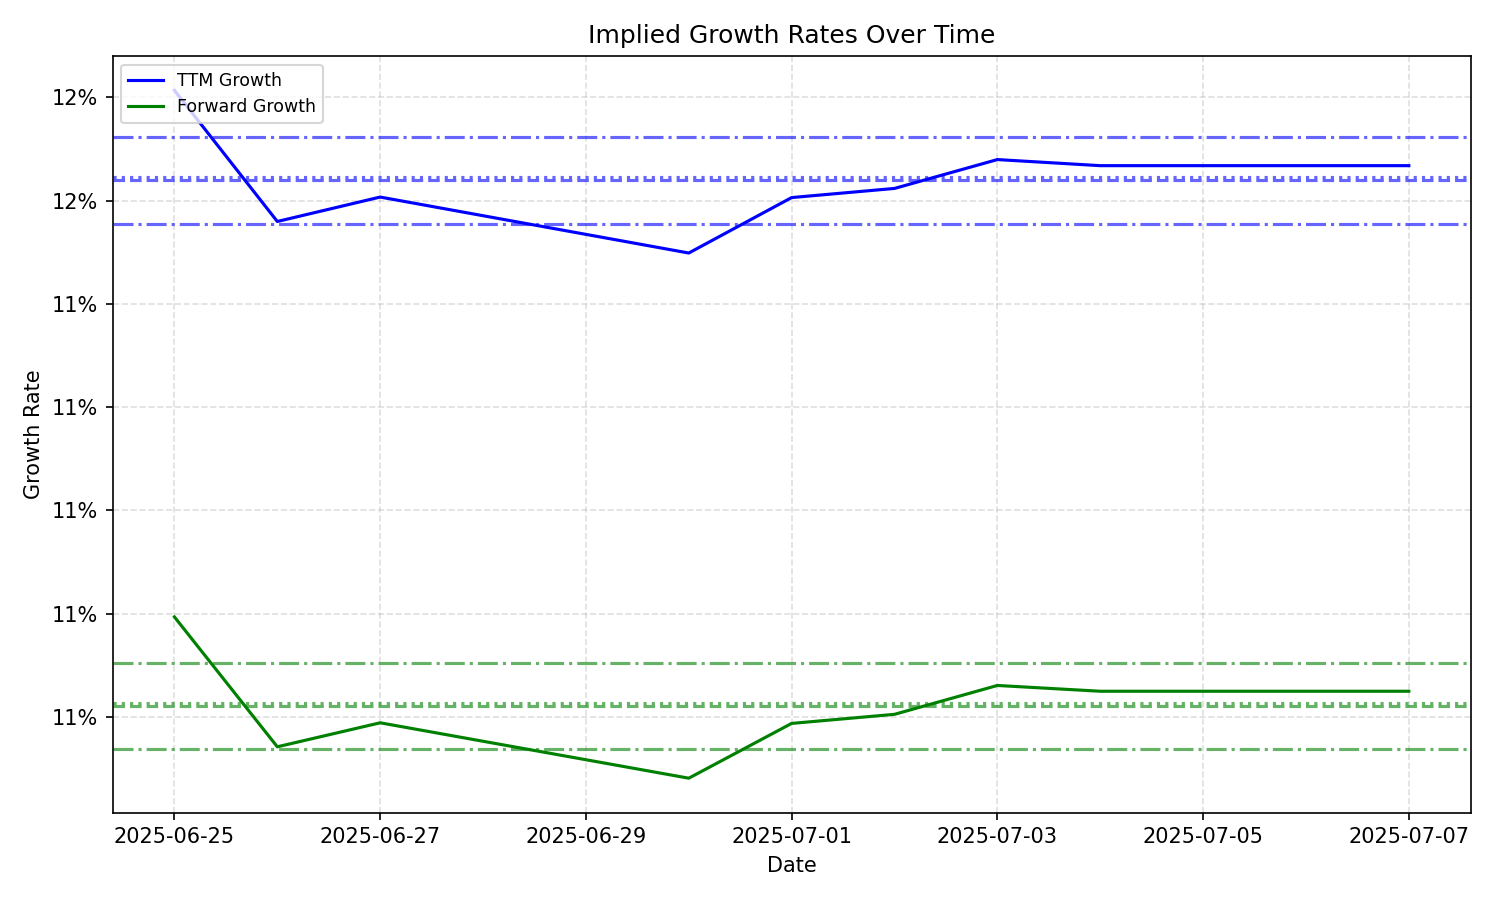 Implied Growth Rates Over Time
TTM Growth
Forward Growth
12%
12%
11%
11%
11%
11%
11%
Growth Rate
2025-06-25
2025-06-27
2025-06-29
2025-07-01
2025-07-03
2025-07-05
2025-07-07
Date